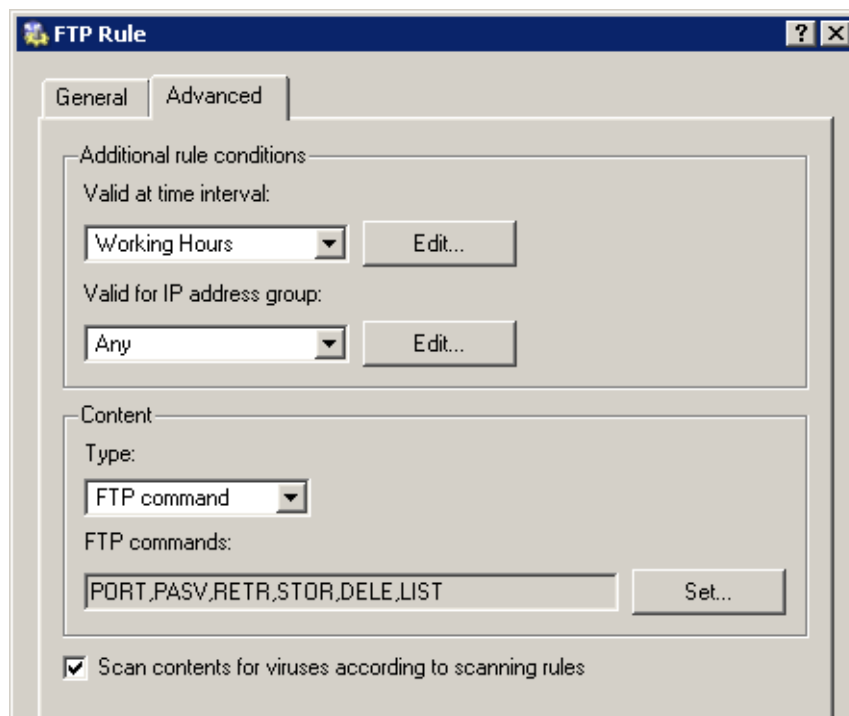 FTP Rule
General
Advanced
Additional rule conditions
Valid at time interval:
Working Hours
Edit...
Valid for IP address group:
Any
Edit...
Content
Type:
FTP command
FTP commands:
PORT,PASV,RETR,STOR,DELE,LIST
Set...
Scan contents for viruses according to scanning rules